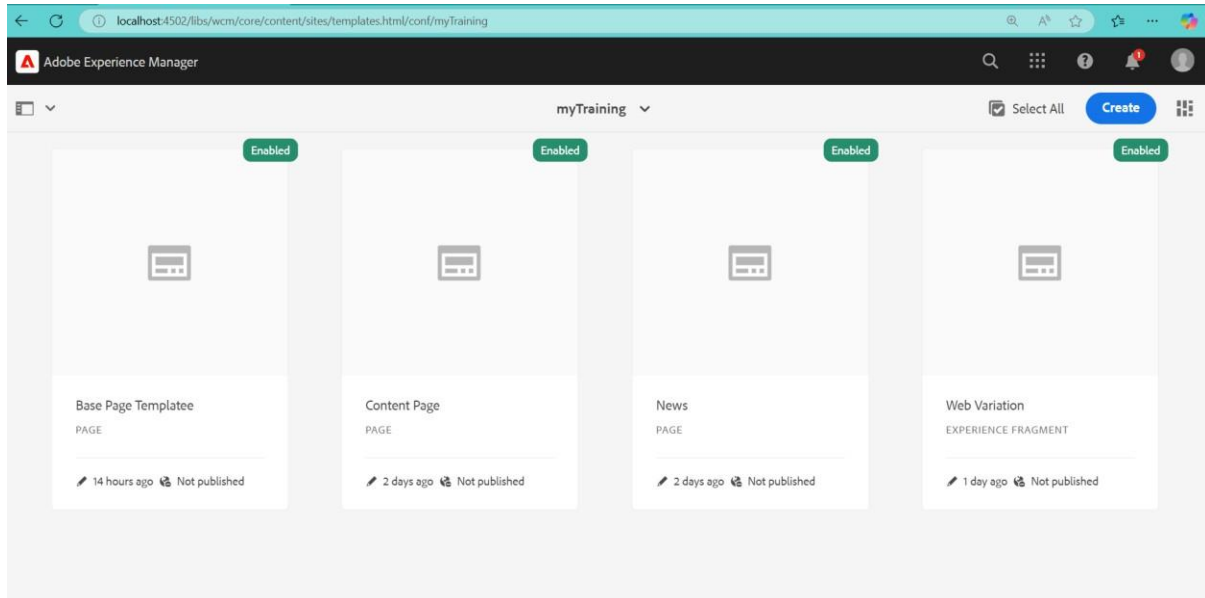 localhost:4502/libs/wcm/core/content/sites/templates.html/conf/myTraining
Adobe Experience Manager
1
myTraining
Select All
Create
Enabled Enabled Enabled Enabled
Base Page Templatee Content Page News Web Variation
PAGE PAGE PAGE EXPERIENCE FRAGMENT
14 hours ago Not published 2 days ago Not published 2 days ago Not published 1 day ago Not published